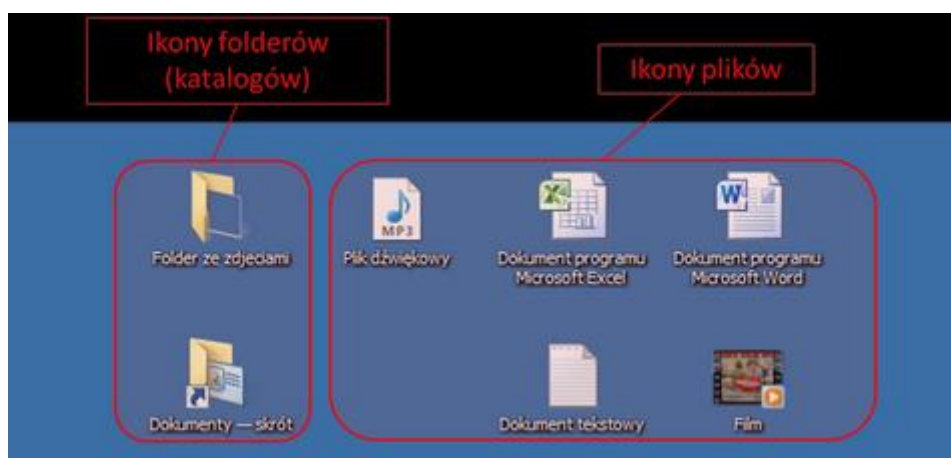 Ikony folderów
(katalogów)
Ikony plików
Folder ze zdjeciami
MP3
Plik dźwiękowy
Dokument programu
Microsoft Excel
Dokument programu
Microsoft Word
Dokumenty — skrót
Dokument tekstowy
Film